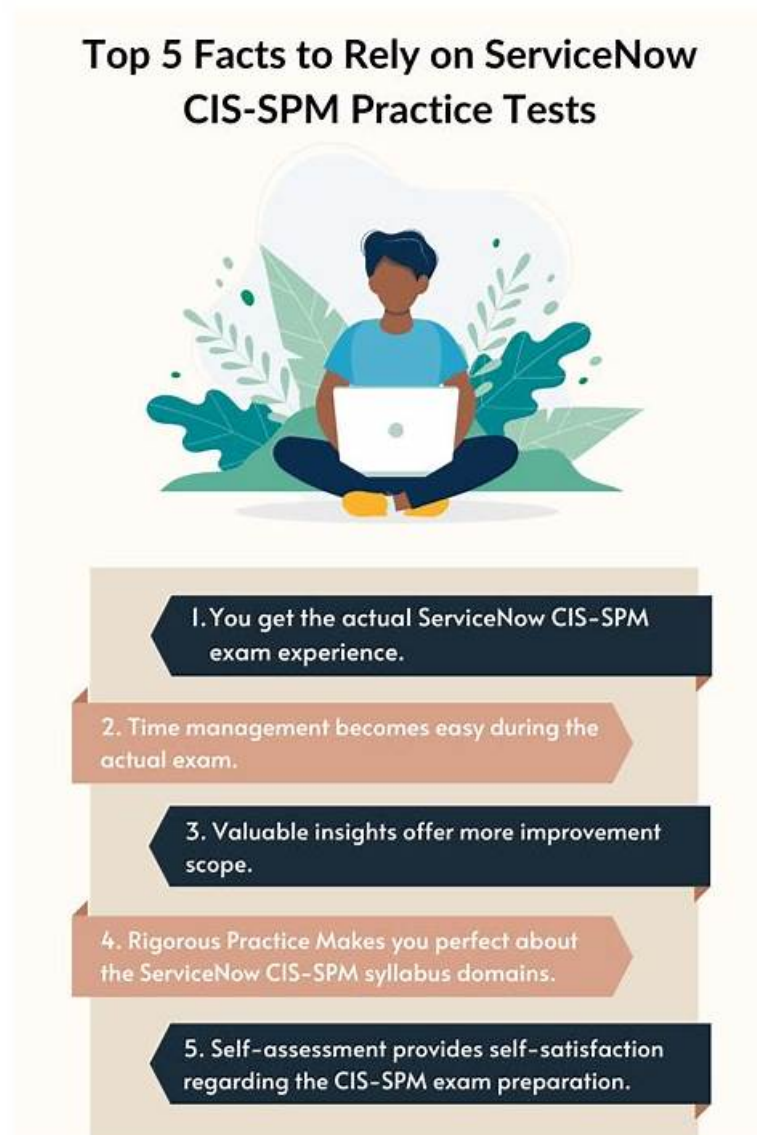 Top 5 Facts to Rely on ServiceNow
CIS-SPM Practice Tests
1. You get the actual ServiceNow CIS-SPM
exam experience.
2. Time management becomes easy during the
actual exam.
3. Valuable insights offer more improvement
scope.
4. Rigorous Practice Makes you perfect about
the ServiceNow CIS-SPM syllabus domains.
5. Self-assessment provides self-satisfaction
regarding the CIS-SPM exam preparation.